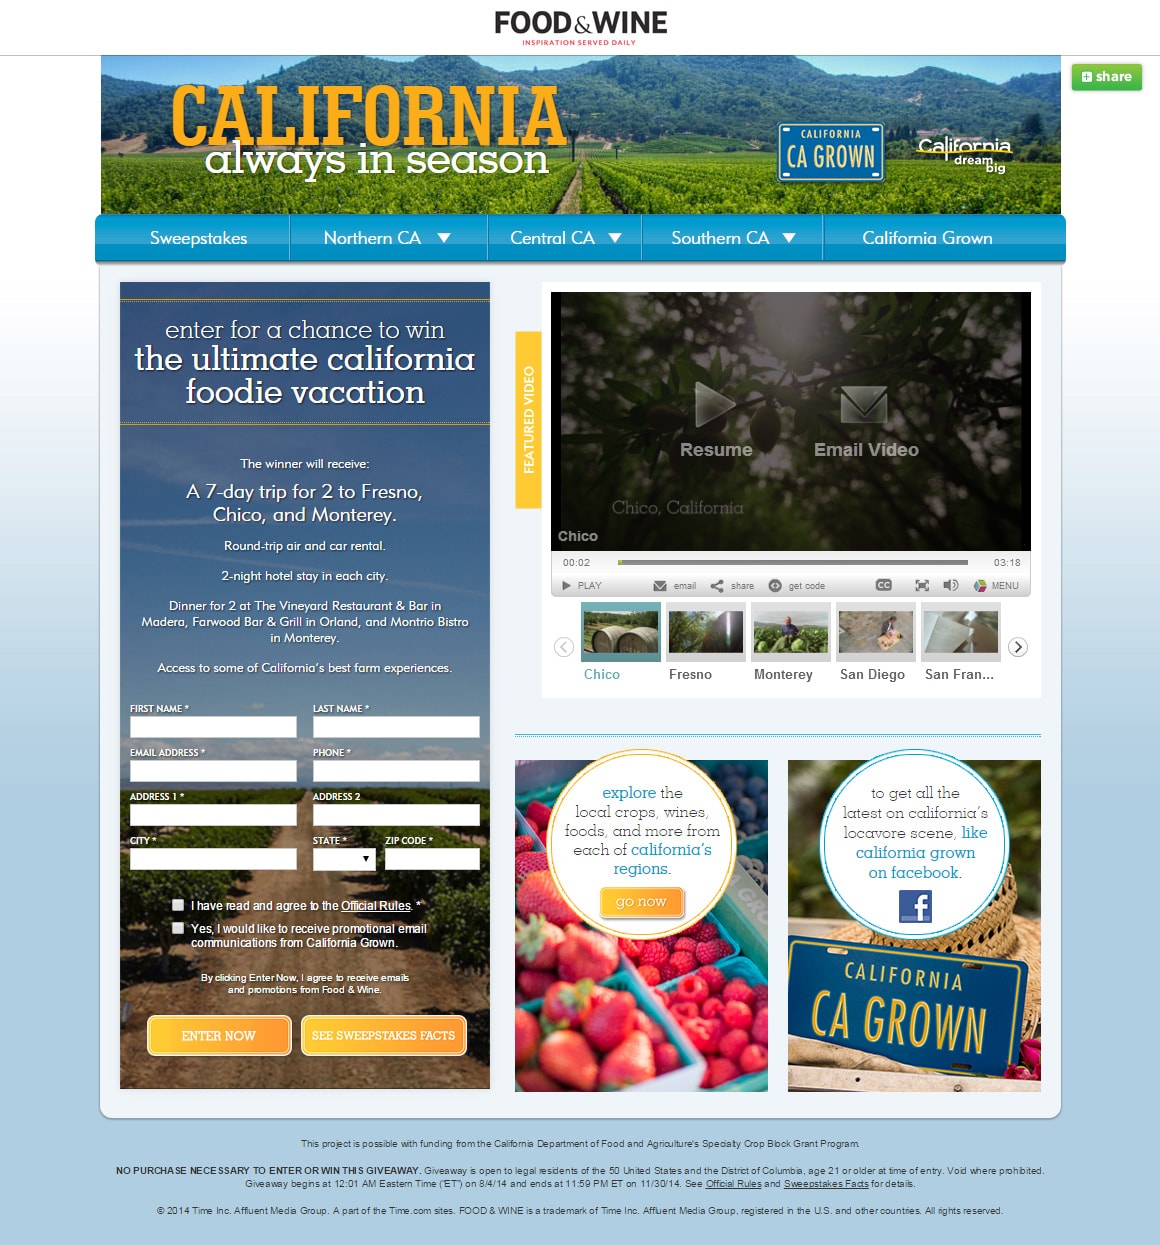 FOOD&WINE
INSPIRATION SERVED DAILY
share
CALIFORNIA
always in season
CALIFORNIA
CA GROWN
California
dream
big
Sweepstakes
Northern CA
Central CA
Southern CA
California Grown
enter for a chance to win
the ultimate california
foodie vacation
The winner will receive:
A 7-day trip for 2 to Fresno,
Chico, and Monterey.
Round-trip air and car rental.
2-night hotel stay in each city.
Dinner for 2 at The Vineyard Restaurant & Bar in
Madera, Farwood Bar & Grill in Orland, and Montrio Bistro
in Monterey.
Access to some of California's best farm experiences.
FIRST NAME *
LAST NAME *
EMAIL ADDRESS *
PHONE *
ADDRESS 1 *
ADDRESS 2
CITY *
STATE *
ZIP CODE *
I have read and agree to the Official Rules. *
Yes, I would like to receive promotional email
communications from California Grown.
By clicking Enter Now, I agree to receive emails
and promotions from Food & Wine.
ENTER NOW
SEE SWEEPSTAKES FACTS
FEATURED VIDEO
Resume
Email Video
Chico, California
Chico
00:02
03:18
PLAY
email
share
get code
CC
MENU
Chico
Fresno
Monterey
San Diego
San Fran...
explore the
local crops, wines,
foods, and more from
each of california's
regions.
go now
to get all the
latest on california's
locavore scene, like
california grown
on facebook.
f
CALIFORNIA
CA GROWN
This project is possible with funding from the California Department of Food and Agriculture's Specialty Crop Block Grant Program.
NO PURCHASE NECESSARY TO ENTER OR WIN THIS GIVEAWAY. Giveaway is open to legal residents of the 50 United States and the District of Columbia, age 21 or older at time of entry. Void where prohibited.
Giveaway begins at 12:01 AM Eastern Time ("ET") on 8/4/14 and ends at 11:59 PM ET on 11/30/14. See Official Rules and Sweepstakes Facts for details.
© 2014 Time Inc. Affluent Media Group. A part of the Time.com sites. FOOD & WINE is a trademark of Time Inc. Affluent Media Group, registered in the U.S. and other countries. All rights reserved.